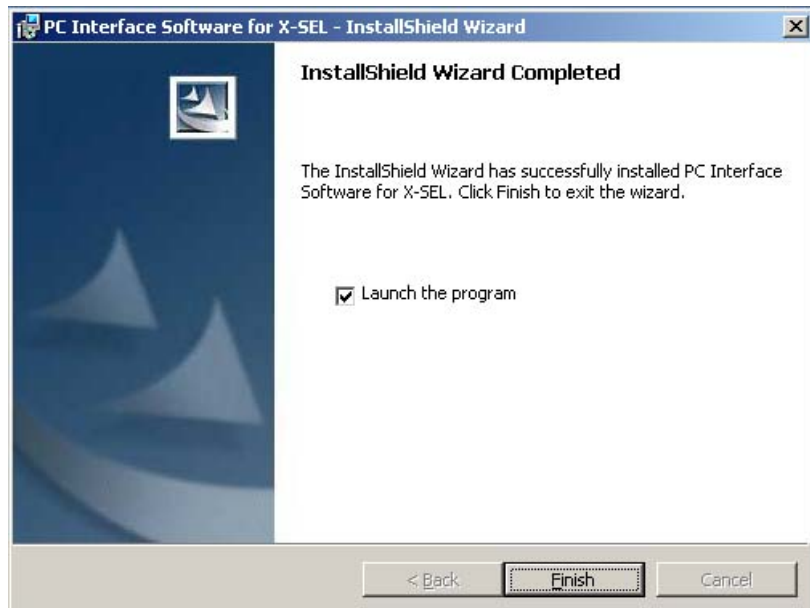 PC Interface Software for X-SEL - InstallShield Wizard
InstallShield Wizard Completed
The InstallShield Wizard has successfully installed PC Interface
Software for X-SEL. Click Finish to exit the wizard.
Launch the program
< Back
Finish
Cancel